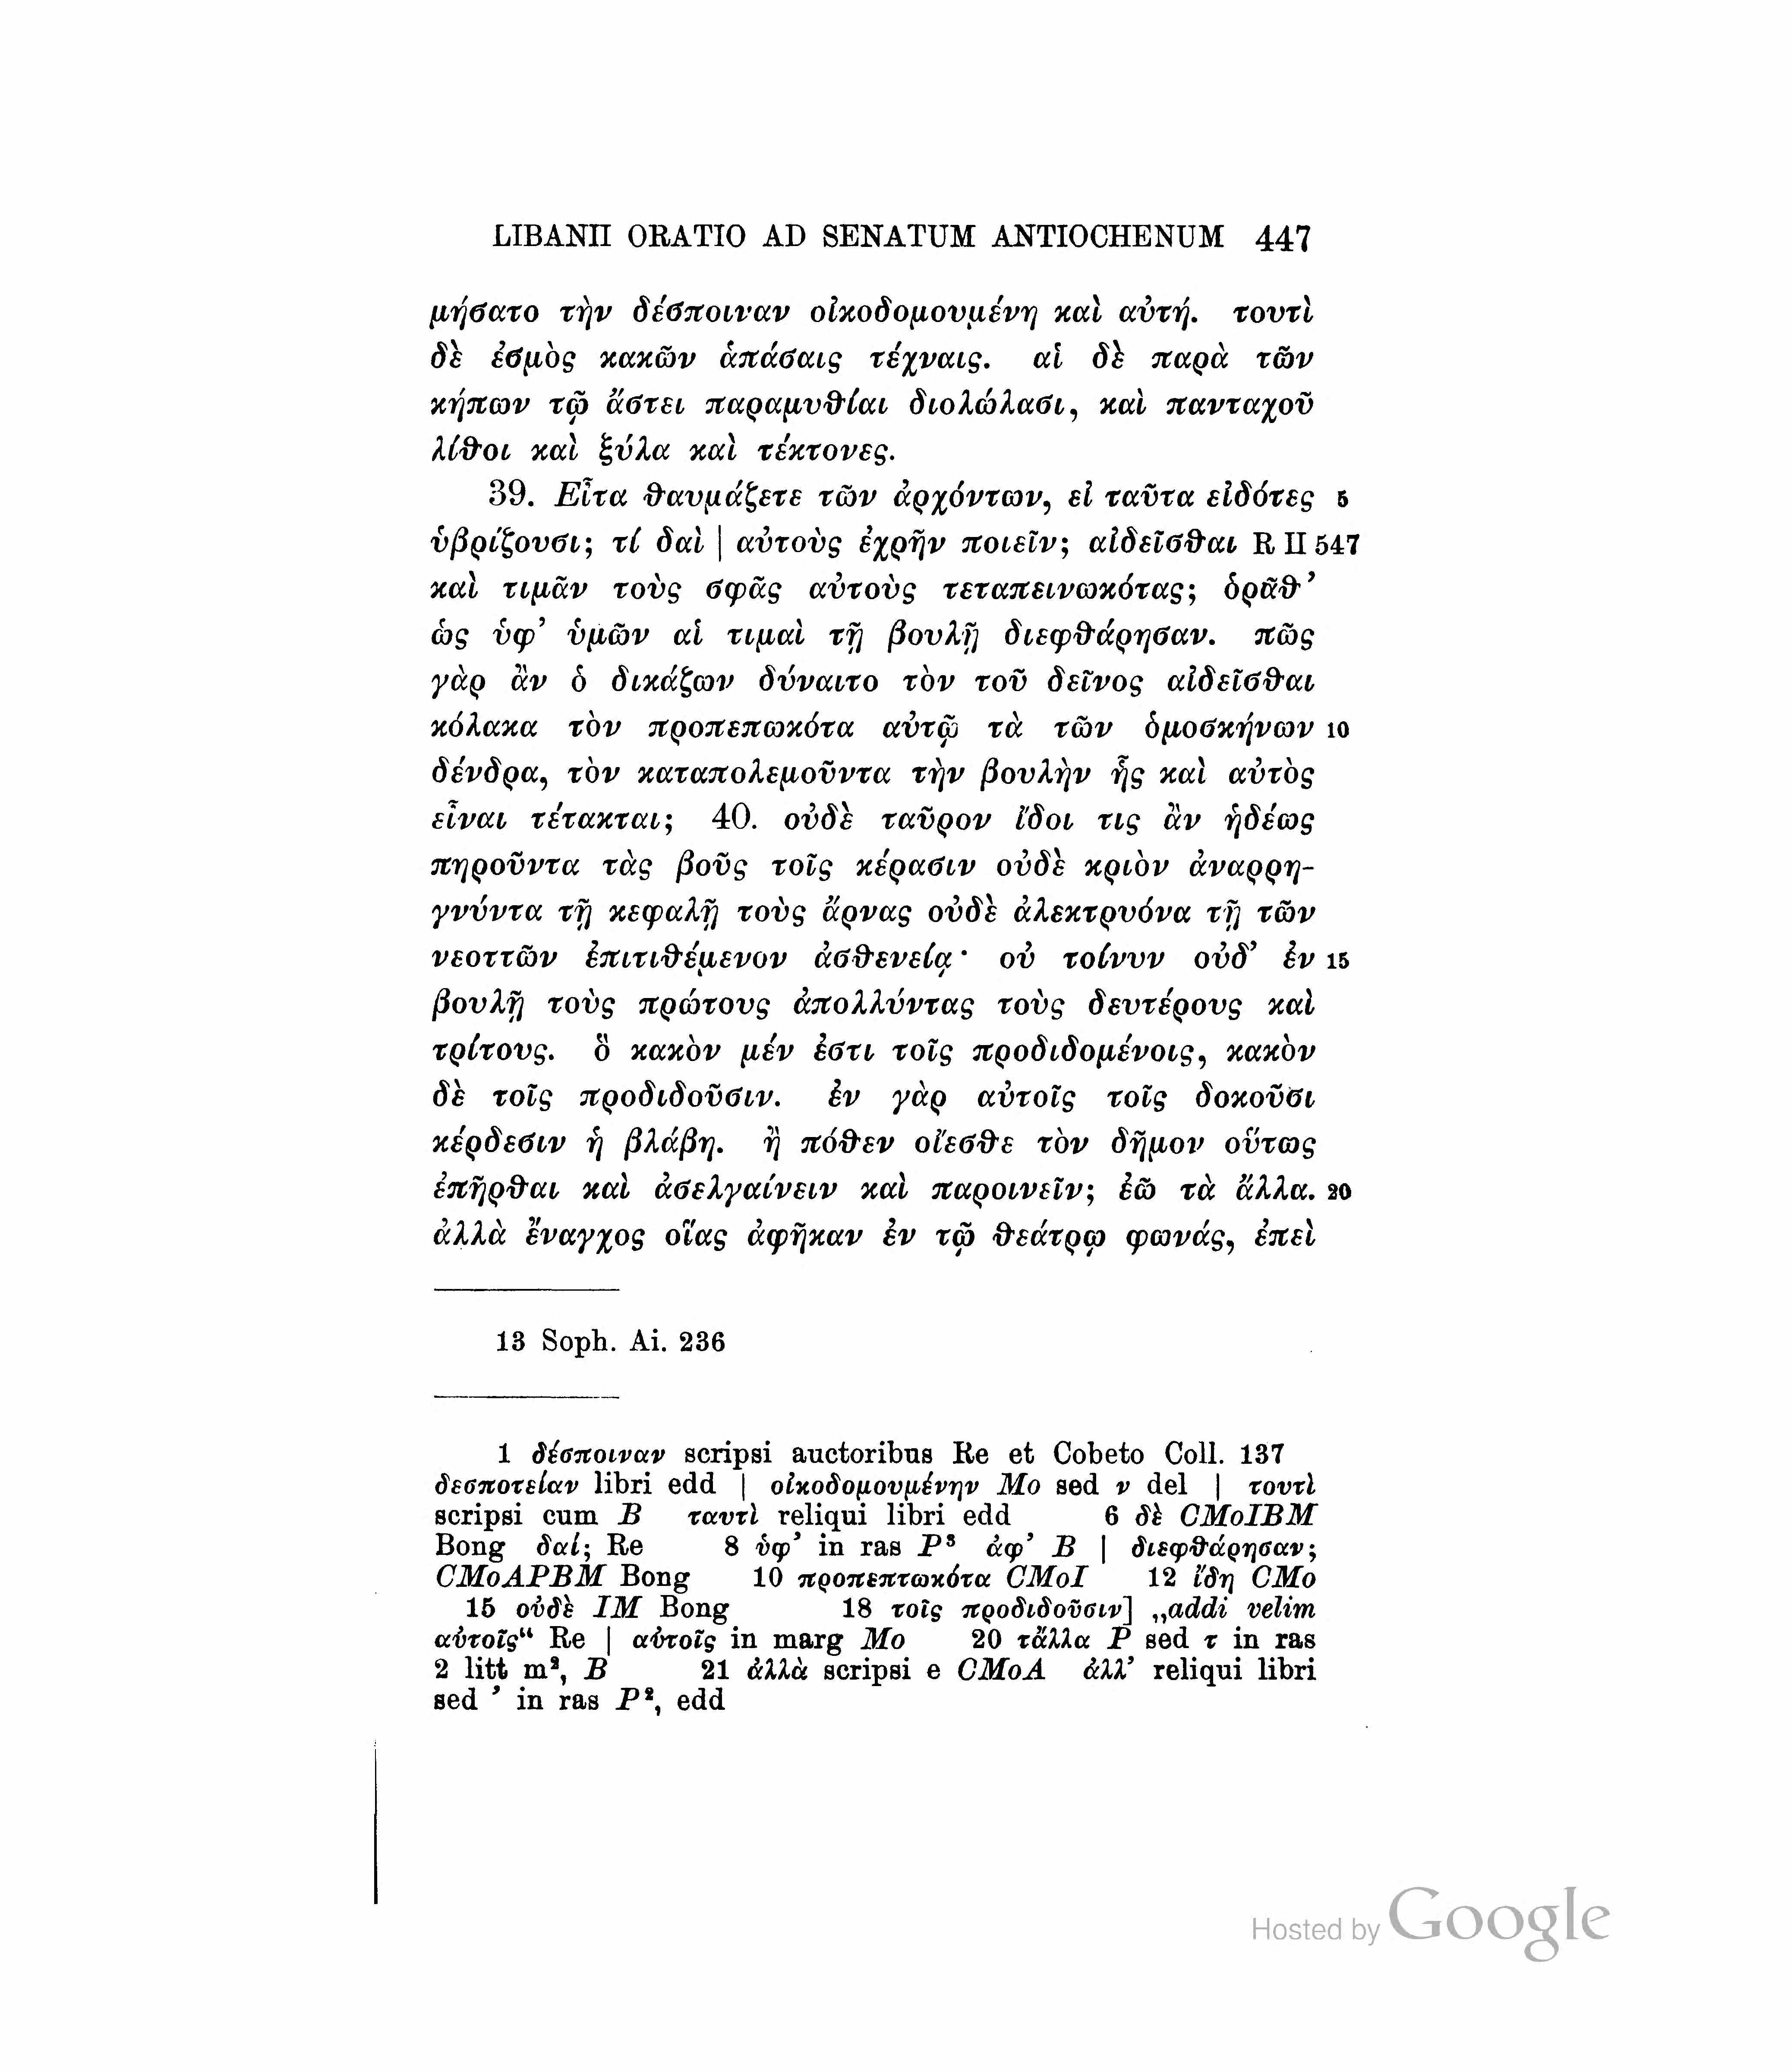 LIBANII ORATIO AD SENATUM ANTIOCHENUM 447
μήσατο τὴν δέσποιναν οἰκοδομουμένη καὶ αὐτή. τουτὶ
δὲ ἐσμὸς κακῶν ἁπάσαις τέχναις. αἱ δὲ παρὰ τῶν
κήπων τῷ ἄστει παραμυθίαι διολώλασι, καὶ πανταχοῦ
λίθοι καὶ ξύλα καὶ τέκτονες.
39. Εἶτα θαυμάζετε τῶν ἀρχόντων, εἰ ταῦτα εἰδότες 5
ὑβρίζουσι; τί δαὶ | αὐτοὺς ἐχρῆν ποιεῖν; αἰδεῖσθαι R II 547
καὶ τιμᾶν τοὺς σφᾶς αὐτοὺς τεταπεινωκότας; ὁρᾶθ’
ὡς ὑφ’ ὑμῶν αἱ τιμαὶ τῇ βουλῇ διεφθάρησαν. πῶς
γὰρ ἂν ὁ δικάζων δύναιτο τὸν τοῦ δεῖνος αἰδεῖσθαι
κόλακα τὸν προπεπωκότα αὐτῷ τὰ τῶν ὁμοσκήνων 10
δένδρα, τὸν καταπολεμοῦντα τὴν βουλὴν ἧς καὶ αὐτὸς
εἶναι τέτακται; 40. οὐδὲ ταῦρον ἴδοι τις ἂν ἡδέως
πηροῦντα τὰς βοῦς τοῖς κέρασιν οὐδὲ κριὸν ἀναρρη-
γνύντα τῇ κεφαλῇ τοὺς ἄρνας οὐδὲ ἀλεκτρυόνα τῇ τῶν
νεοττῶν ἐπιτιθέμενον ἀσθενείᾳ· οὐ τοίνυν οὐδ’ ἐν 15
βουλῇ τοὺς πρώτους ἀπολλύντας τοὺς δευτέρους καὶ
τρίτους. ὃ κακὸν μέν ἐστι τοῖς προδιδομένοις, κακὸν
δὲ τοῖς προδιδοῦσιν. ἐν γὰρ αὐτοῖς τοῖς δοκοῦσι
κέρδεσιν ἡ βλάβη. ἢ πόθεν οἴεσθε τὸν δῆμον οὕτως
ἐπῆρθαι καὶ ἀσελγαίνειν καὶ παροινεῖν; ἐῶ τὰ ἄλλα. 20
ἀλλὰ ἔναγχος οἵας ἀφῆκαν ἐν τῷ θεάτρῳ φωνάς, ἐπεὶ
13 Soph. Ai. 236
1 δέσποιναν scripsi auctoribus Re et Cobeto Coll. 137
δεσποτείαν libri edd | οἰκοδομουμένην Mo sed ν del | τουτὶ
scripsi cum B ταυτὶ reliqui libri edd 6 δὲ CMoIBM
Bong δαί; Re 8 ὑφ’ in ras P³ ἀφ’ B | διεφθάρησαν;
CMoAPBM Bong 10 προπεπτωκότα CMoI 12 ἴδῃ CMo
15 οὐδὲ IM Bong 18 τοῖς προδιδοῦσιν] „addi velim
αὐτοῖς“ Re | αὐτοῖς in marg Mo 20 τἄλλα P sed τ in ras
2 litt m², B 21 ἀλλὰ scripsi e CMoA ἀλλ’ reliqui libri
sed ’ in ras P², edd
Hosted by Google